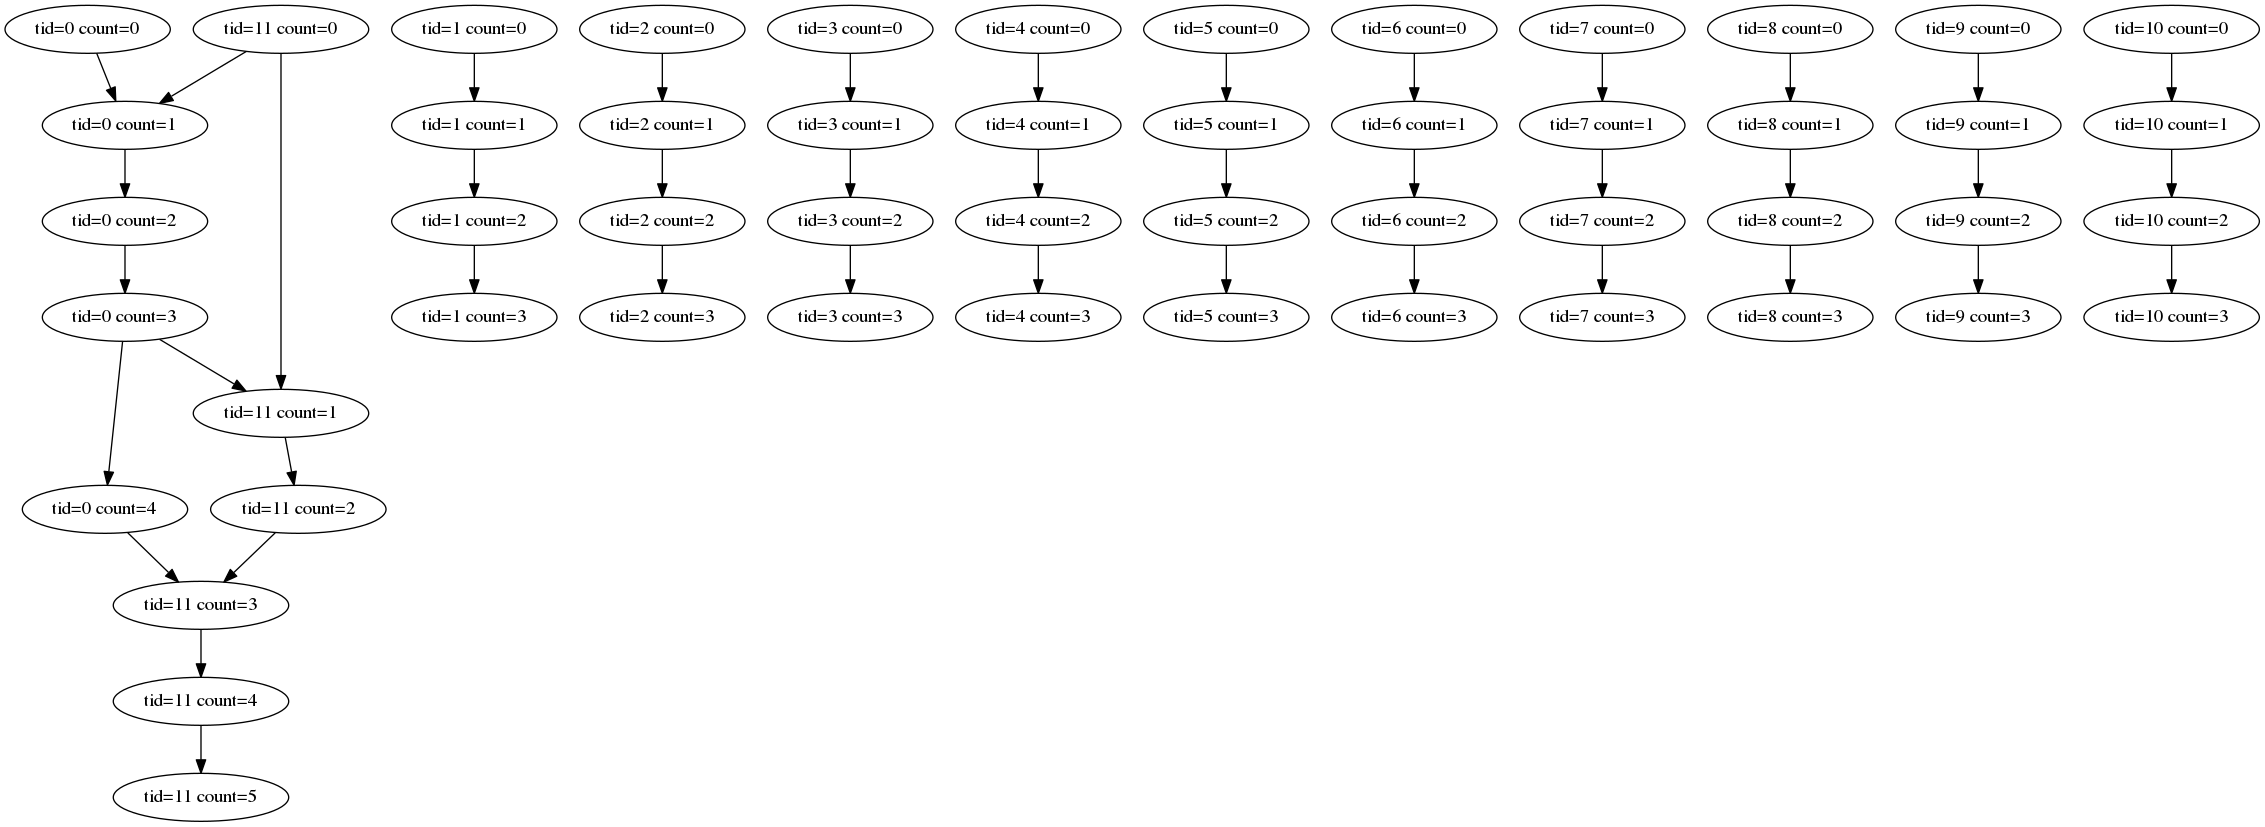 tid=0 count=0
tid=11 count=0
tid=1 count=0
tid=2 count=0
tid=3 count=0
tid=4 count=0
tid=5 count=0
tid=6 count=0
tid=7 count=0
tid=8 count=0
tid=9 count=0
tid=10 count=0
tid=0 count=1
tid=1 count=1
tid=2 count=1
tid=3 count=1
tid=4 count=1
tid=5 count=1
tid=6 count=1
tid=7 count=1
tid=8 count=1
tid=9 count=1
tid=10 count=1
tid=0 count=2
tid=1 count=2
tid=2 count=2
tid=3 count=2
tid=4 count=2
tid=5 count=2
tid=6 count=2
tid=7 count=2
tid=8 count=2
tid=9 count=2
tid=10 count=2
tid=0 count=3
tid=1 count=3
tid=2 count=3
tid=3 count=3
tid=4 count=3
tid=5 count=3
tid=6 count=3
tid=7 count=3
tid=8 count=3
tid=9 count=3
tid=10 count=3
tid=11 count=1
tid=0 count=4
tid=11 count=2
tid=11 count=3
tid=11 count=4
tid=11 count=5